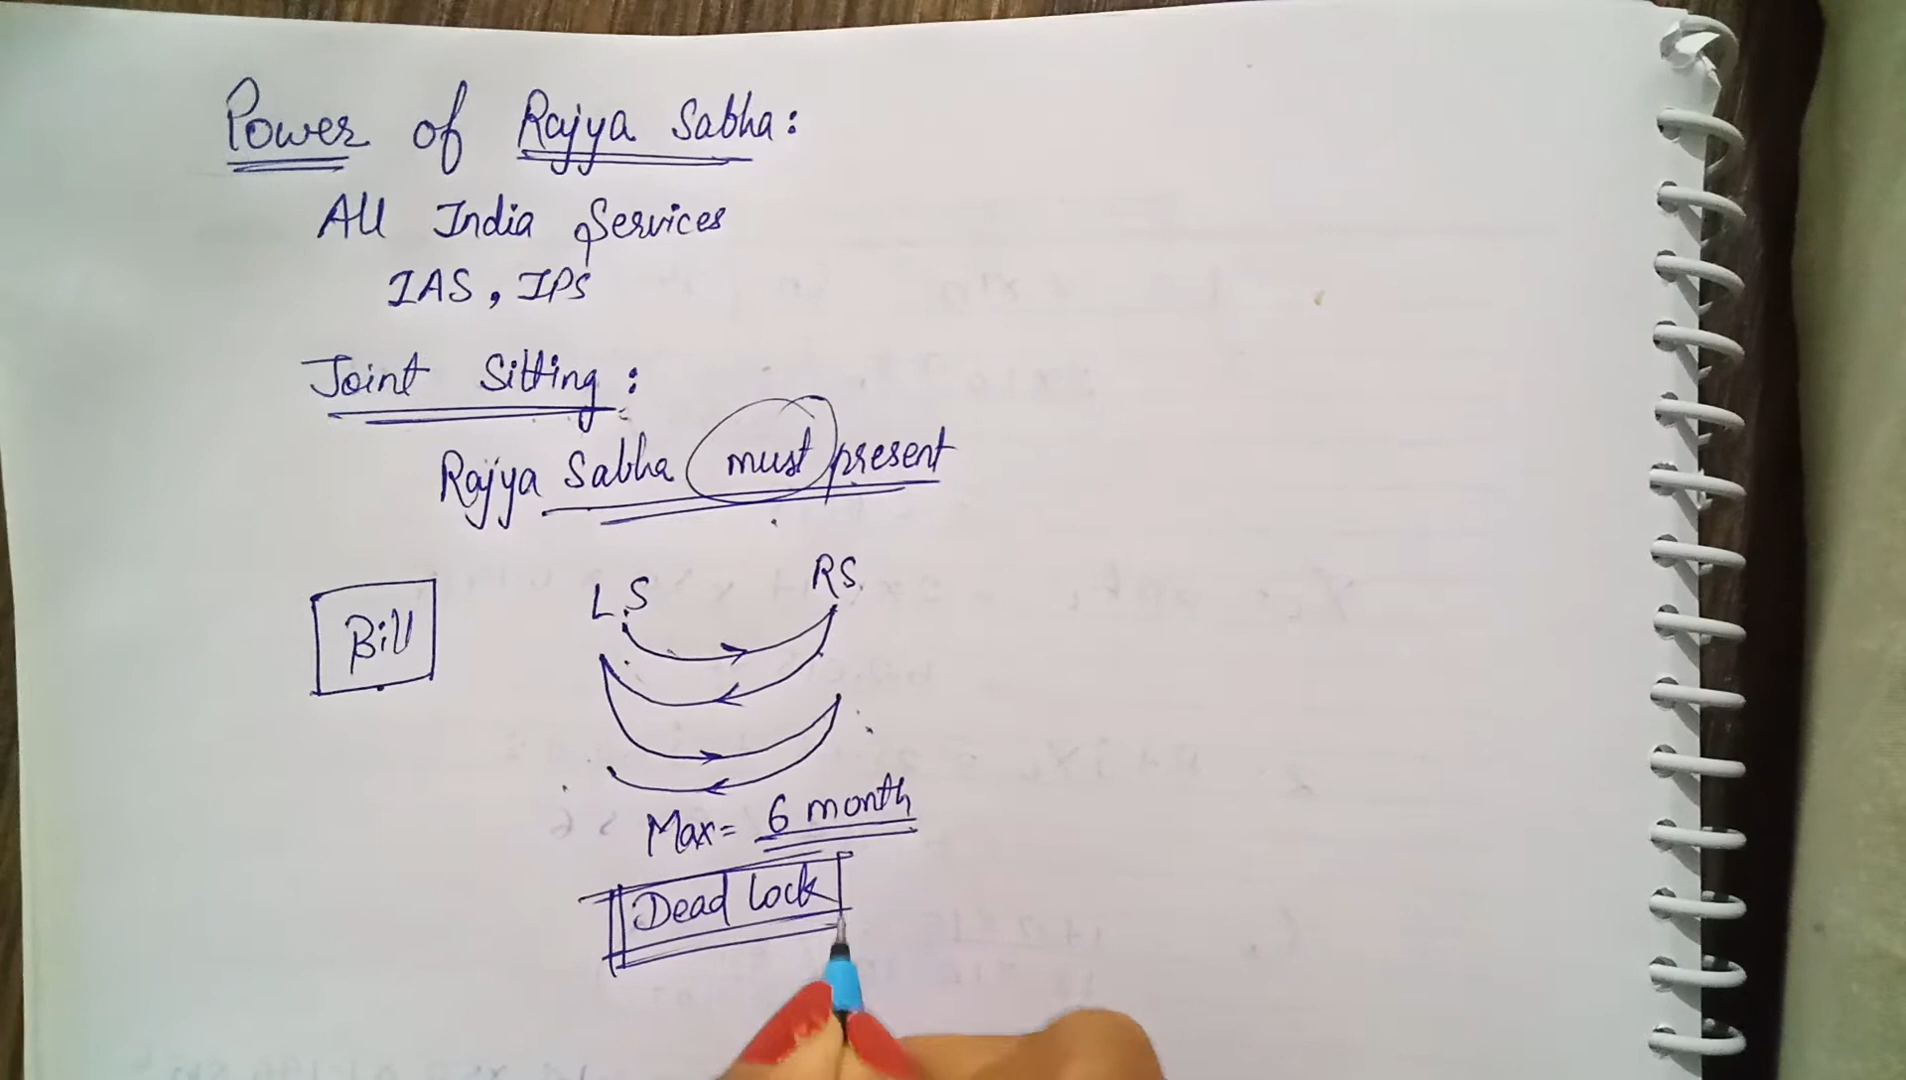 Power of Rajya Sabha:
All India Services
IAS, IPS
Joint Sitting:
Rajya Sabha must present
L.S RS.
Bill
Max= 6 month
Dead lock